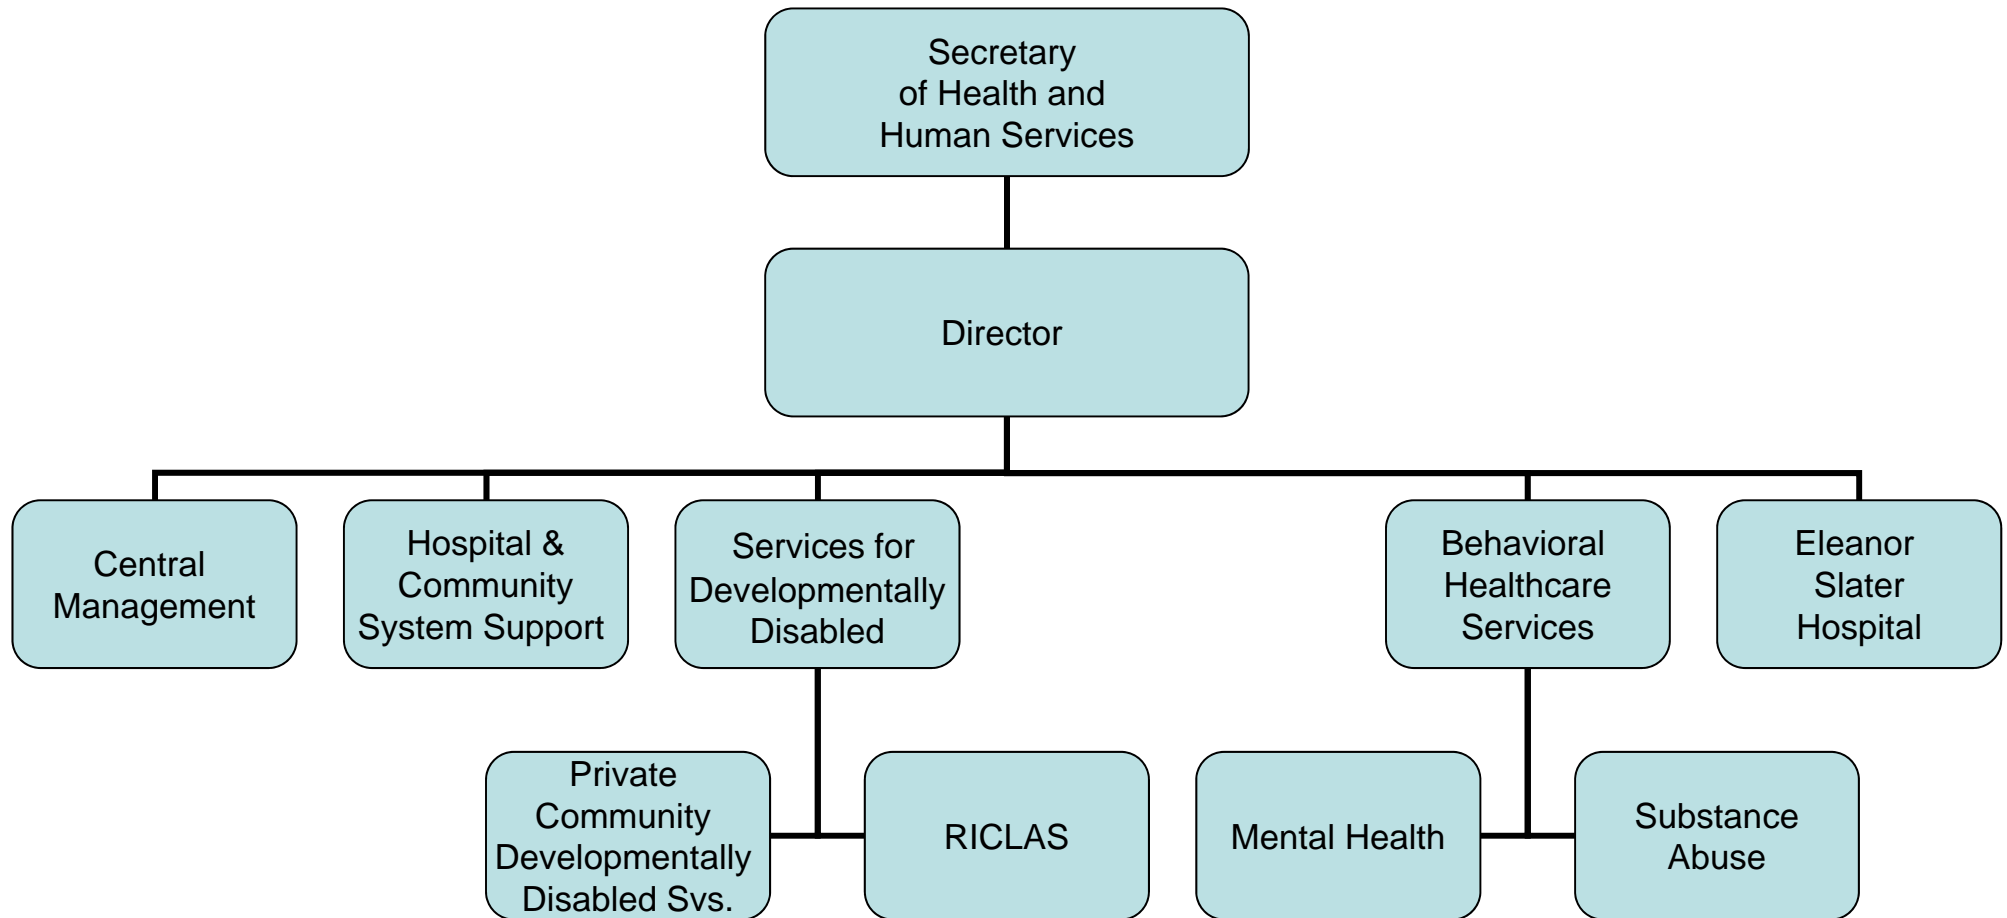 Secretary
of Health and
Human Services
Director
Central
Management
Hospital &
Community
System Support
Services for
Developmentally
Disabled
Behavioral
Healthcare
Services
Eleanor
Slater
Hospital
Private
Community
Developmentally
Disabled Svs.
RICLAS
Mental Health
Substance
Abuse